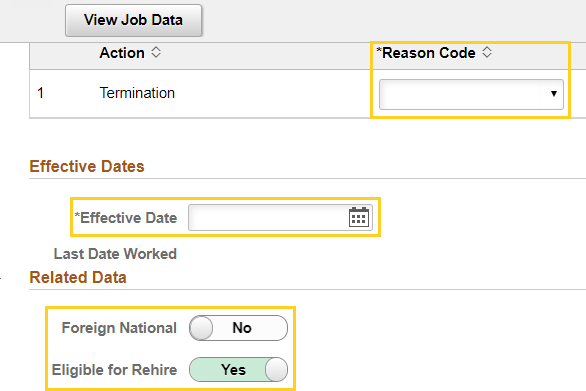 View Job Data
Action *Reason Code
1 Termination
Effective Dates
*Effective Date
Last Date Worked
Related Data
Foreign National No
Eligible for Rehire Yes